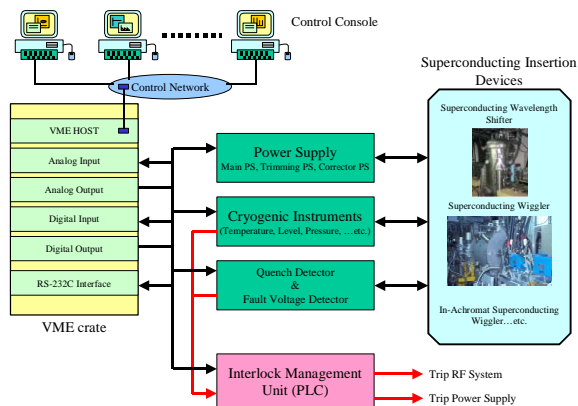 Control Console
Control Network
Superconducting Insertion
Devices
VME HOST
Analog Input
Analog Output
Digital Input
Digital Output
RS-232C Interface
VME crate
Power Supply
Main PS, Trimming PS, Corrector PS
Cryogenic Instruments
(Temperature, Level, Pressure, …etc.)
Quench Detector
&
Fault Voltage Detector
Interlock Management
Unit (PLC)
Superconducting Wavelength
Shifter
Superconducting Wiggler
In-Achromat Superconducting
Wiggler…etc.
Trip RF System
Trip Power Supply